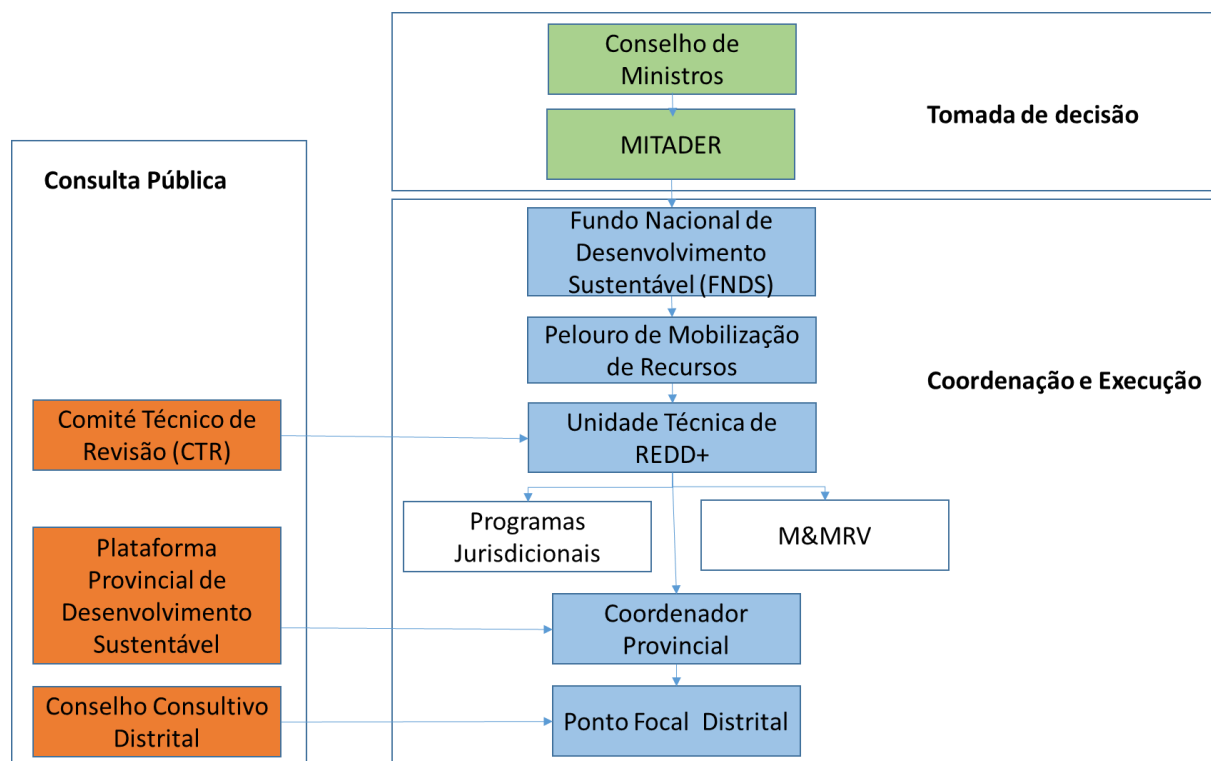 Conselho de
Ministros
Tomada de decisão
MITADER
Consulta Pública
Fundo Nacional de
Desenvolvimento
Sustentável (FNDS)
Pelouro de Mobilização
de Recursos
Coordenação e Execução
Comité Técnico de
Revisão (CTR)
Unidade Técnica de
REDD+
Programas
Jurisdicionais
M&MRV
Plataforma
Provincial de
Desenvolvimento
Sustentável
Coordenador
Provincial
Conselho Consultivo
Distrital
Ponto Focal  Distrital